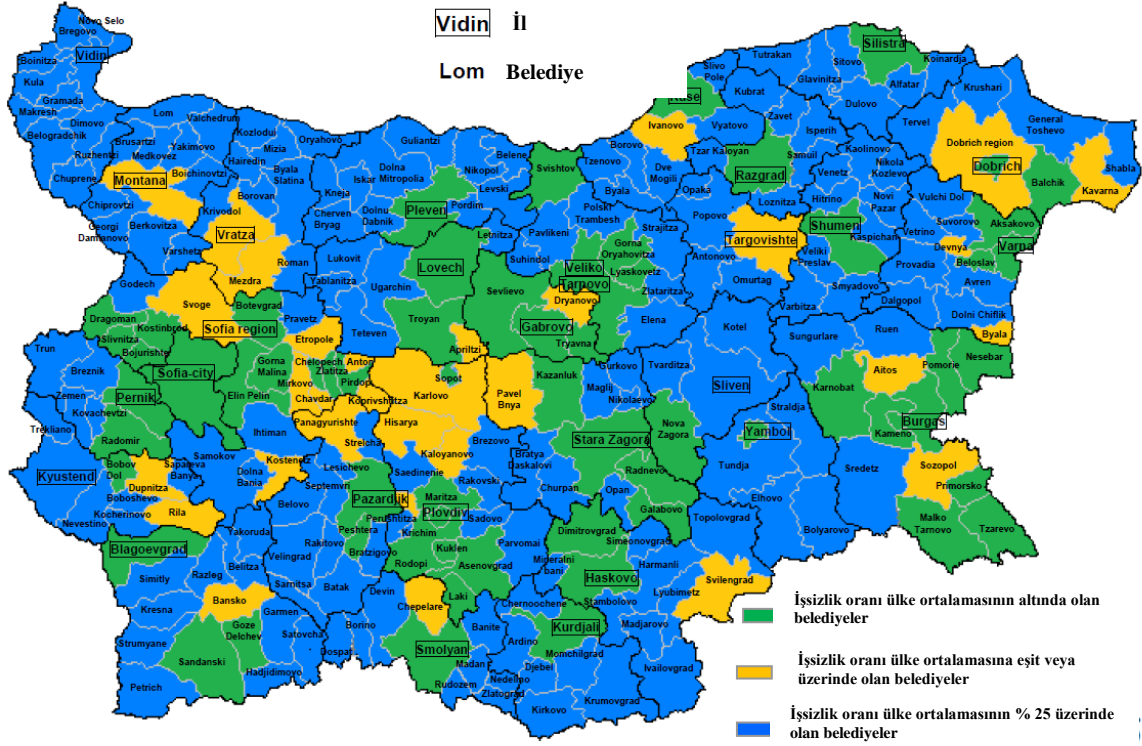 Vidin İl
Lom Belediye
Novo Selo
Bregovo
Vidin
Boinitza
Kula
Gramada
Makresh
Dimovo
Belogradchik
Ruzhentzi
Chuprene
Lom
Valchedrum
Brusartzi
Medkovez
Yakimovo
Montana
Boichinovtzi
Chiprovtzi
Georgi
Damianovo
Berkovitza
Varshetz
Kozlodui
Mizia
Oryahovo
Hairedin
Byala
Slatina
Borovan
Krivodol
Vratza
Roman
Mezdra
Guliantzi
Dolna
Mitropolia
Iskar
Kneja
Nikopol
Belene
Levski
Pordim
Pleven
Dolnu
Dabnik
Cherven
Bryag
Lukovit
Yablanitza
Letnitza
Lovech
Ugarchin
Troyan
Teteven
Apriltzi
Svishtov
Polski
Trambesh
Pavlikeni
Suhindol
Strajitza
Gorna
Oryahovitza
Lyaskovetz
Veliko
Tarnovo
Zlataritza
Elena
Sevlievo
Dryanovo
Gabrovo
Tryavna
Slivo
Pole
Ruse
Ivanovo
Borovo
Tzenovo
Byala
Dve
Mogili
Vyatovo
Tutrakan
Sitovo
Silistra
Koinardja
Glavinitza
Alfatar
Dulovo
Kubrat
Zavet
Isperih
Tzar Kaloyan
Razgrad
Samuil
Loznitza
Opaka
Popovo
Targovishte
Antonovo
Omurtag
Kaolinovo
Nikola
Kozlevo
Venetz
Hitrino
Novi
Pazar
Shumen
Kaspichan
Veliki
Preslav
Smyadovo
Varbitza
Krushari
General
Toshevo
Tervel
Dobrich region
Dobrich
Shabla
Kavarna
Balchik
Vulchi Dol
Suvorovo
Aksakovo
Vetrino
Devnya
Varna
Beloslav
Provadia
Avren
Dalgopol
Dolni Chiflik
Byala
Godech
Svoge
Dragoman
Slivnitza
Kostinbrod
Bojurishte
Sofia region
Botevgrad
Pravetz
Etropole
Sofia-city
Gorna
Malina
Chelopech
Anton
Zlatitza
Mirkovo
Pirdop
Koprivshtitza
Chavdar
Elin Pelin
Ihtiman
Samokov
Dolna
Bania
Kostenetz
Trun
Breznik
Pernik
Zemen
Kovachevtzi
Radomir
Trekliano
Kyustend
Bobov
Dol
Dupnitza
Sapareva
Banya
Boboshevo
Kocherinovo
Rila
Nevestino
Blagoevgrad
Simitly
Razleg
Yakoruda
Belitza
Bansko
Kresna
Strumyane
Goze
Delchev
Garmen
Satovcha
Sandanski
Petrich
Hadjidimovo
Panagyurishte
Strelcha
Lesichevo
Septemvri
Pazardjik
Belovo
Peshtera
Bratzigovo
Velingrad
Rakitovo
Batak
Sarnitsa
Sopot
Karlovo
Hisarya
Kaloyanovo
Brezovo
Saedinenie
Rakovski
Maritza
Plovdiv
Perushtitza
Krichim
Sadovo
Kuklen
Rodopi
Asenovgrad
Parvomai
Laki
Devin
Borino
Dospat
Chepelare
Smolyan
Banite
Madan
Rudozem
Nedelino
Zlatograd
Pavel
Bnya
Kazanluk
Gurkovo
Maglij
Nikolaevo
Stara Zagora
Bratya
Daskalovi
Churpan
Radnevo
Opan
Galabovo
Kotel
Tvarditza
Sliven
Nova
Zagora
Straldja
Yambol
Tundja
Elhovo
Bolyarovo
Sungurlare
Ruen
Karnobat
Aitos
Pomorie
Nesebar
Burgas
Kameno
Sredetz
Sozopol
Primorsko
Malko
Tarnovo
Tzarevo
Topolovgrad
Dimitrovgrad
Simeonovgrad
Harmanli
Mineralni
bani
Haskovo
Svilengrad
Lyubimetz
Stambolovo
Madjarovo
Ivailovgrad
Chernoochene
Kurdjali
Ardino
Momchilgrad
Djebel
Krumovgrad
Kirkovo
İşsizlik oranı ülke ortalamasının altında olan
belediyeler
İşsizlik oranı ülke ortalamasına eşit veya
üzerinde olan belediyeler
İşsizlik oranı ülke ortalamasının % 25 üzerinde
olan belediyeler